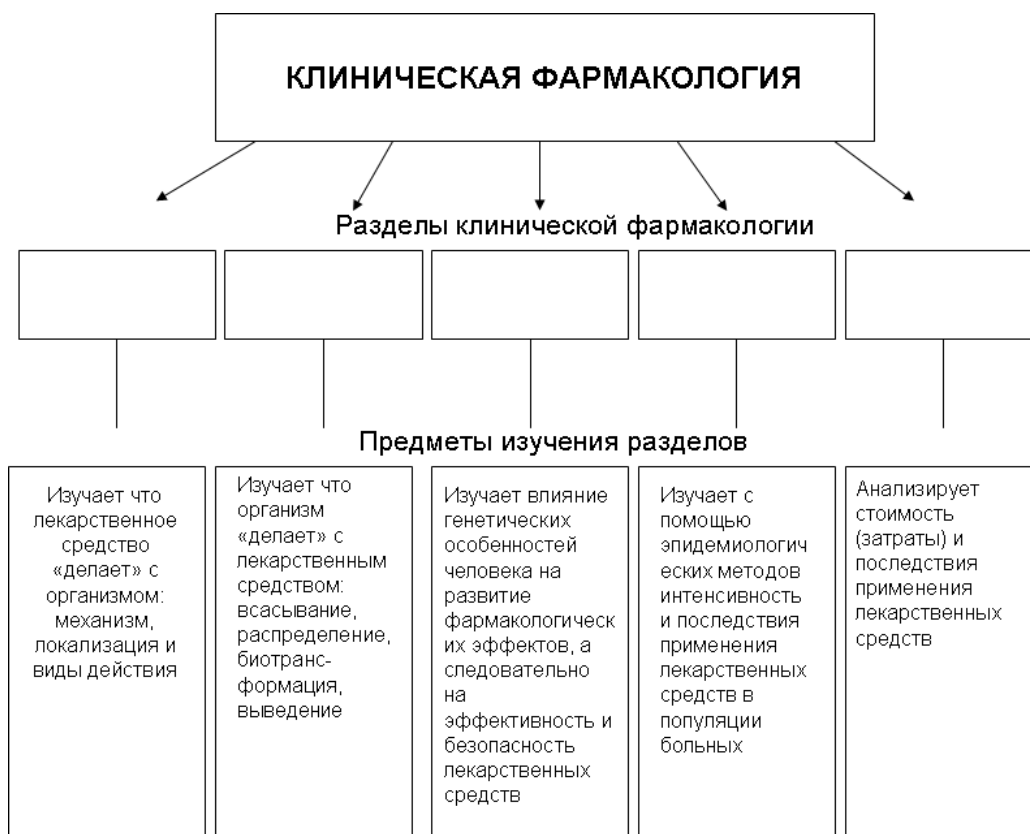 КЛИНИЧЕСКАЯ ФАРМАКОЛОГИЯ
Разделы клинической фармакологии
Предметы изучения разделов
Изучает что
лекарственное
средство
«делает» с
организмом:
механизм,
локализация и
виды действия
Изучает что
организм
«делает» с
лекарственным
средством:
всасывание,
распределение,
биотранс-
формация,
выведение
Изучает влияние
генетических
особенностей
человека на
развитие
фармакологическ
их эффектов, а
следовательно
на
эффективность и
безопасность
лекарственных
средств
Изучает с
помощью
эпидемиологич
еских методов
интенсивность
и последствия
применения
лекарственных
средств в
популяции
больных
Анализирует
стоимость
(затраты) и
последствия
применения
лекарственных
средств